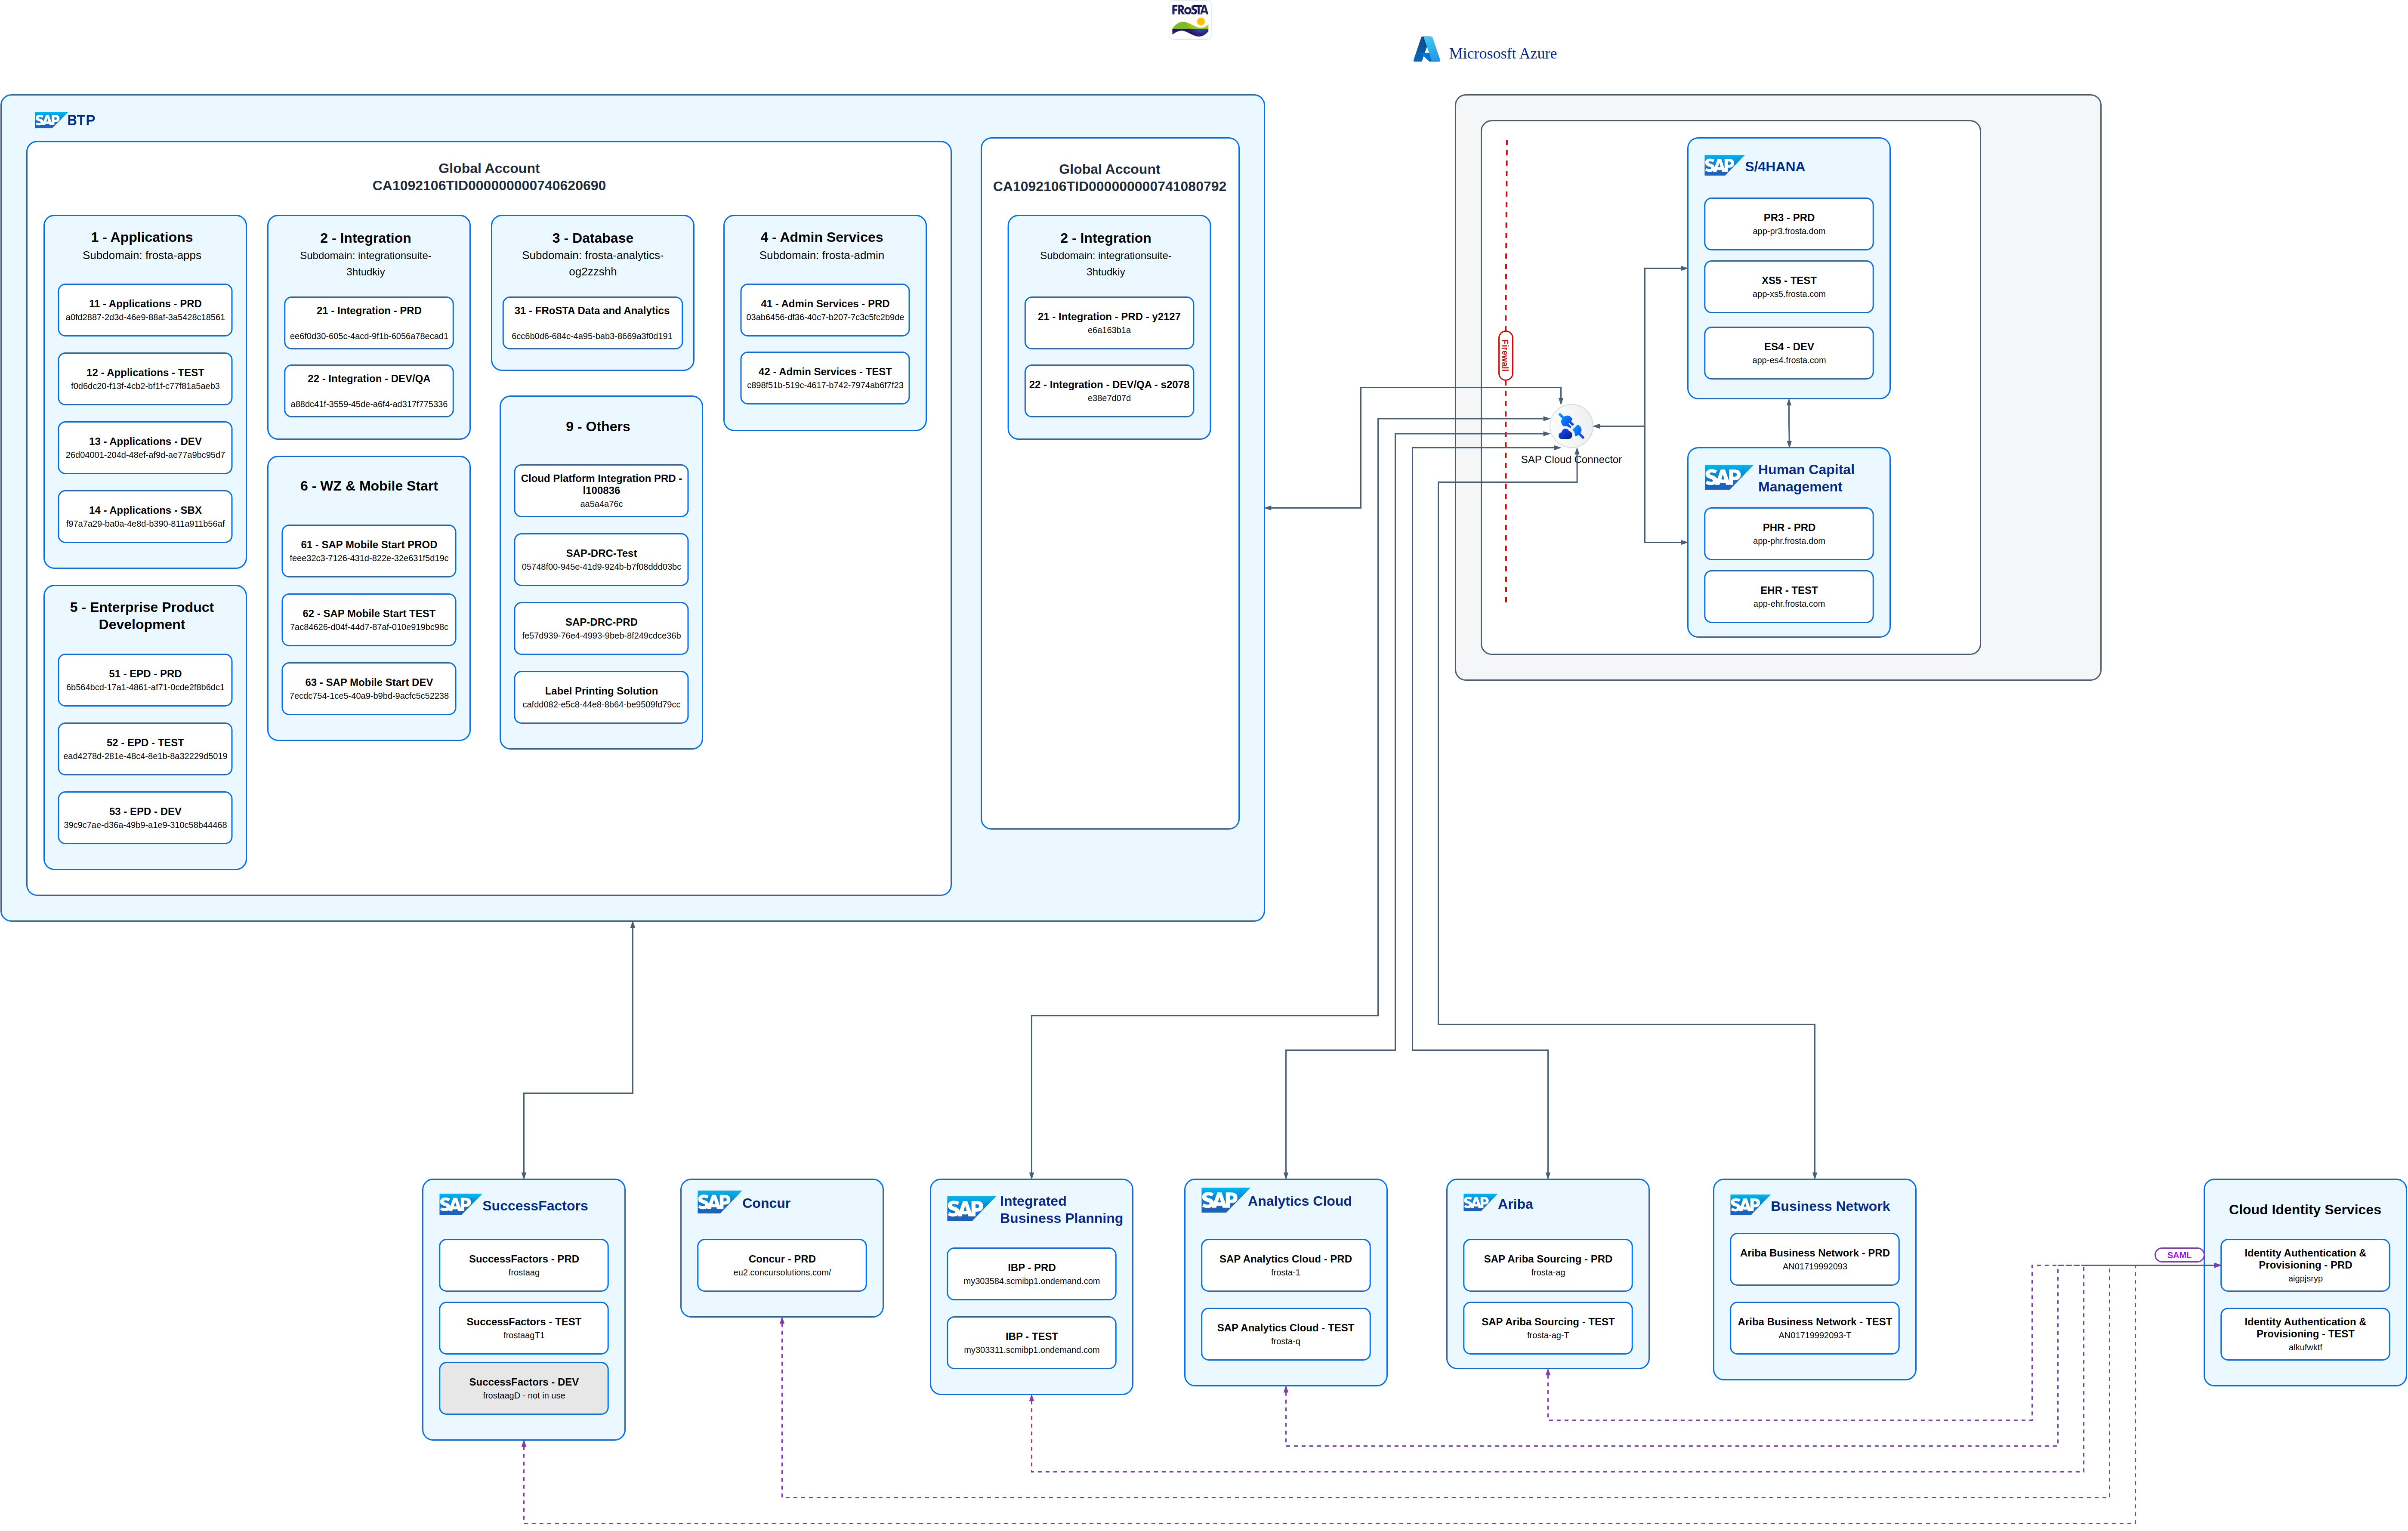 FRoSTA
Micrososft Azure
SAP BTP
Global Account
CA1092106TID000000000740620690
1 - Applications
Subdomain: frosta-apps
11 - Applications - PRD
a0fd2887-2d3d-46e9-88af-3a5428c18561
12 - Applications - TEST
f0d6dc20-f13f-4cb2-bf1f-c77f81a5aeb3
13 - Applications - DEV
26d04001-204d-48ef-af9d-ae77a9bc95d7
14 - Applications - SBX
f97a7a29-ba0a-4e8d-b390-811a911b56af
2 - Integration
Subdomain: integrationsuite-
3htudkiy
21 - Integration - PRD
ee6f0d30-605c-4acd-9f1b-6056a78ecad1
22 - Integration - DEV/QA
a88dc41f-3559-45de-a6f4-ad317f775336
3 - Database
Subdomain: frosta-analytics-
og2zzshh
31 - FRoSTA Data and Analytics
6cc6b0d6-684c-4a95-bab3-8669a3f0d191
4 - Admin Services
Subdomain: frosta-admin
41 - Admin Services - PRD
03ab6456-df36-40c7-b207-7c3c5fc2b9de
42 - Admin Services - TEST
c898f51b-519c-4617-b742-7974ab6f7f23
5 - Enterprise Product
Development
51 - EPD - PRD
6b564bcd-17a1-4861-af71-0cde2f8b6dc1
52 - EPD - TEST
ead4278d-281e-48c4-8e1b-8a32229d5019
53 - EPD - DEV
39c9c7ae-d36a-49b9-a1e9-310c58b44468
6 - WZ & Mobile Start
61 - SAP Mobile Start PROD
feee32c3-7126-431d-822e-32e631f5d19c
62 - SAP Mobile Start TEST
7ac84626-d04f-44d7-87af-010e919bc98c
63 - SAP Mobile Start DEV
7ecdc754-1ce5-40a9-b9bd-9acfc5c52238
9 - Others
Cloud Platform Integration PRD -
l100836
aa5a4a76c
SAP-DRC-Test
05748f00-945e-41d9-924b-b7f08ddd03bc
SAP-DRC-PRD
fe57d939-76e4-4993-9beb-8f249cdce36b
Label Printing Solution
cafdd082-e5c8-44e8-8b64-be9509fd79cc
Global Account
CA1092106TID000000000741080792
2 - Integration
Subdomain: integrationsuite-
3htudkiy
21 - Integration - PRD - y2127
e6a163b1a
22 - Integration - DEV/QA - s2078
e38e7d07d
Firewall
SAP Cloud Connector
SAP S/4HANA
PR3 - PRD
app-pr3.frosta.dom
XS5 - TEST
app-xs5.frosta.com
ES4 - DEV
app-es4.frosta.com
SAP Human Capital
Management
PHR - PRD
app-phr.frosta.dom
EHR - TEST
app-ehr.frosta.com
SAP SuccessFactors
SuccessFactors - PRD
frostaag
SuccessFactors - TEST
frostaagT1
SuccessFactors - DEV
frostaagD - not in use
SAP Concur
Concur - PRD
eu2.concursolutions.com/
SAP Integrated
Business Planning
IBP - PRD
my303584.scmibp1.ondemand.com
IBP - TEST
my303311.scmibp1.ondemand.com
SAP Analytics Cloud
SAP Analytics Cloud - PRD
frosta-1
SAP Analytics Cloud - TEST
frosta-q
SAP Ariba
SAP Ariba Sourcing - PRD
frosta-ag
SAP Ariba Sourcing - TEST
frosta-ag-T
SAP Business Network
Ariba Business Network - PRD
AN01719992093
Ariba Business Network - TEST
AN01719992093-T
SAML
Cloud Identity Services
Identity Authentication &
Provisioning - PRD
aigpjsryp
Identity Authentication &
Provisioning - TEST
alkufwktf